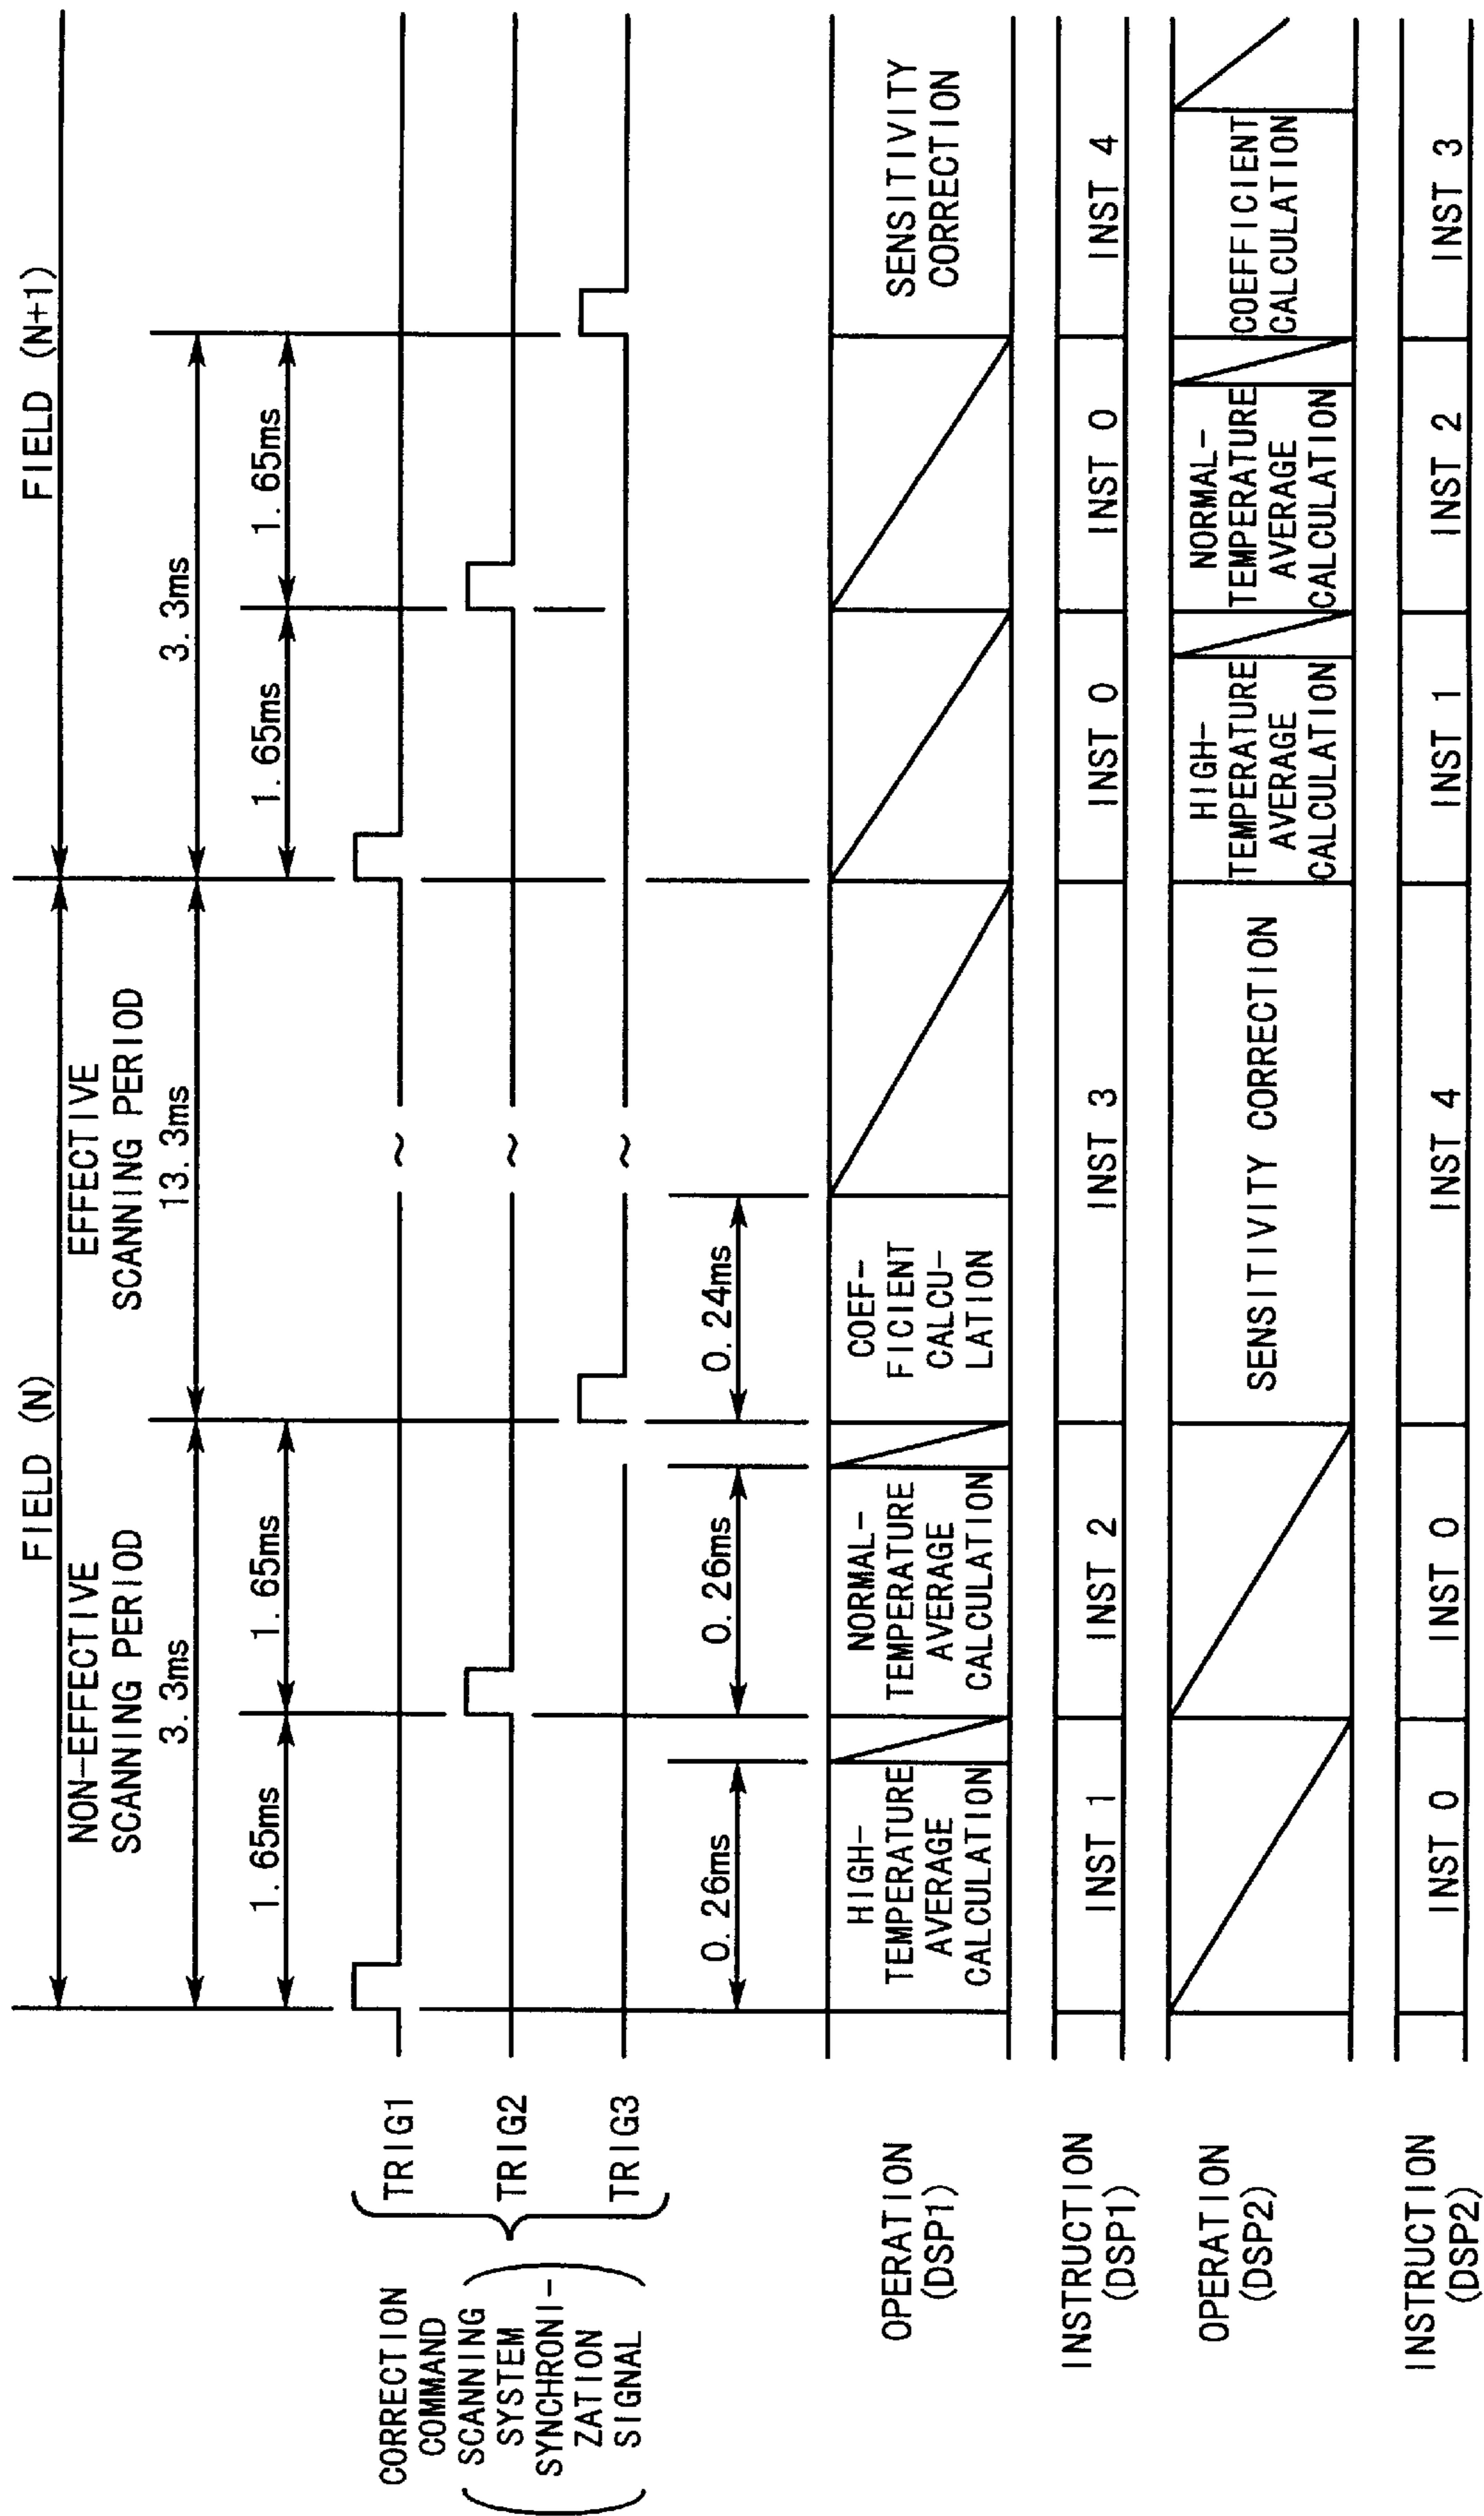 FIELD (N)
FIELD (N+1)
NON-EFFECTIVE
SCANNING PERIOD
EFFECTIVE
SCANNING PERIOD
3.3ms
13.3ms
3.3ms
1.65ms
1.65ms
1.65ms
1.65ms
CORRECTION
COMMAND
SCANNING
SYSTEM
SYNCHRONI-
ZATION
SIGNAL
TRIG1
TRIG2
TRIG3
~
~
~
0.26ms
0.26ms
0.24ms
OPERATION
(DSP1)
HIGH-
TEMPERATURE
AVERAGE
CALCULATION
NORMAL-
TEMPERATURE
AVERAGE
CALCULATION
COEF-
FICIENT
CALCU-
LATION
SENSITIVITY
CORRECTION
INSTRUCTION
(DSP1)
INST 1
INST 2
INST 3
INST 0
INST 0
INST 4
OPERATION
(DSP2)
SENSITIVITY CORRECTION
HIGH-
TEMPERATURE
AVERAGE
CALCULATION
NORMAL-
TEMPERATURE
AVERAGE
CALCULATION
COEFFICIENT
CALCULATION
INSTRUCTION
(DSP2)
INST 0
INST 0
INST 4
INST 1
INST 2
INST 3